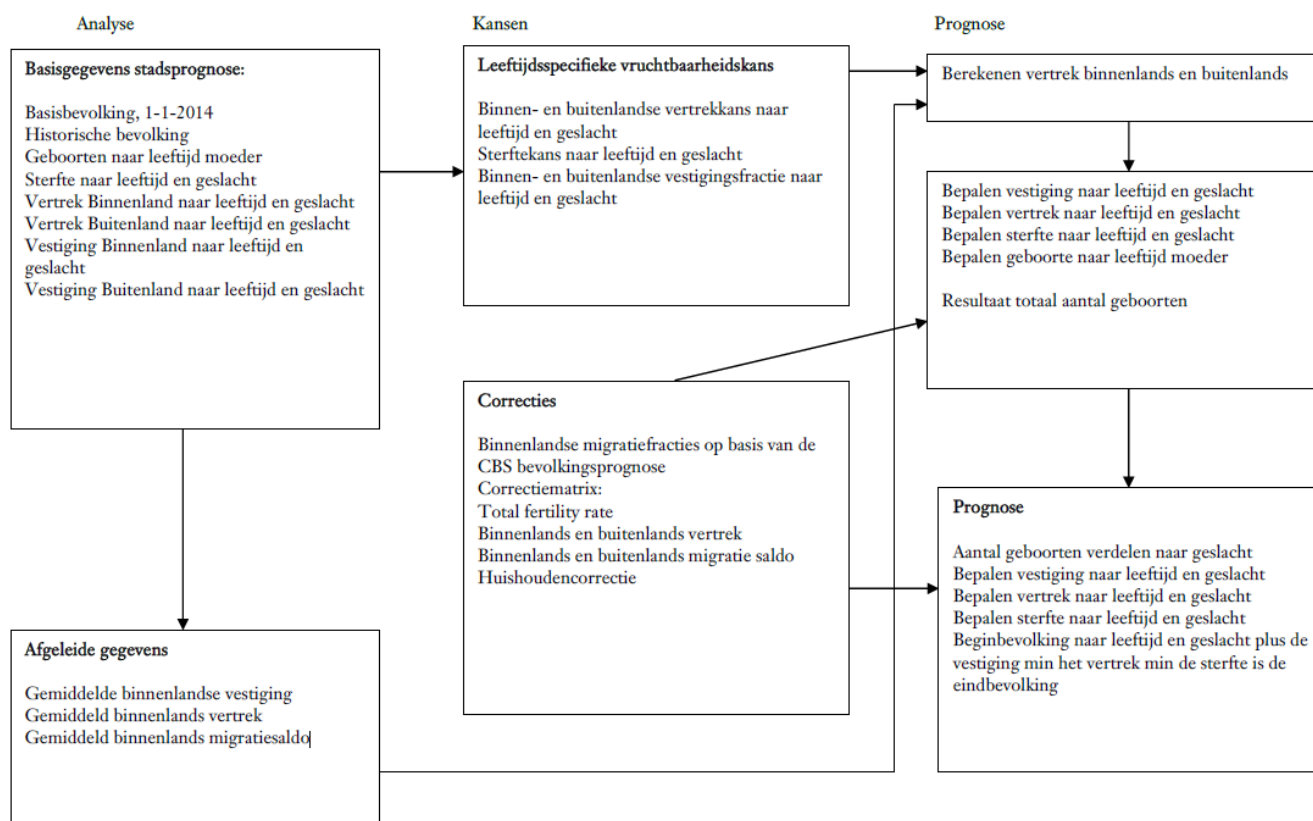 Analyse
Kansen
Prognose
Basisgegevens stadsprognose:
Basisbevolking, 1-1-2014
Historische bevolking
Geboorten naar leeftijd moeder
Sterfte naar leeftijd en geslacht
Vertrek Binnenland naar leeftijd en geslacht
Vertrek Buitenland naar leeftijd en geslacht
Vestiging Binnenland naar leeftijd en
geslacht
Vestiging Buitenland naar leeftijd en geslacht
Leeftijdsspecifieke vruchtbaarheidskans
Binnen- en buitenlandse vertrekkans naar
leeftijd en geslacht
Sterftekans naar leeftijd en geslacht
Binnen- en buitenlandse vestigingsfractie naar
leeftijd en geslacht
Berekenen vertrek binnenlands en buitenlands
Bepalen vestiging naar leeftijd en geslacht
Bepalen vertrek naar leeftijd en geslacht
Bepalen sterfte naar leeftijd en geslacht
Bepalen geboorte naar leeftijd moeder
Resultaat totaal aantal geboorten
Correcties
Binnenlandse migratiefracties op basis van de
CBS bevolkingsprognose
Correctiematrix:
Total fertility rate
Binnenlands en buitenlands vertrek
Binnenlands en buitenlands migratie saldo
Huishoudencorrectie
Prognose
Aantal geboorten verdelen naar geslacht
Bepalen vestiging naar leeftijd en geslacht
Bepalen vertrek naar leeftijd en geslacht
Bepalen sterfte naar leeftijd en geslacht
Beginbevolking naar leeftijd en geslacht plus de
vestiging min het vertrek min de sterfte is de
eindbevolking
Afgeleide gegevens
Gemiddelde binnenlandse vestiging
Gemiddeld binnenlands vertrek
Gemiddeld binnenlands migratiesaldo